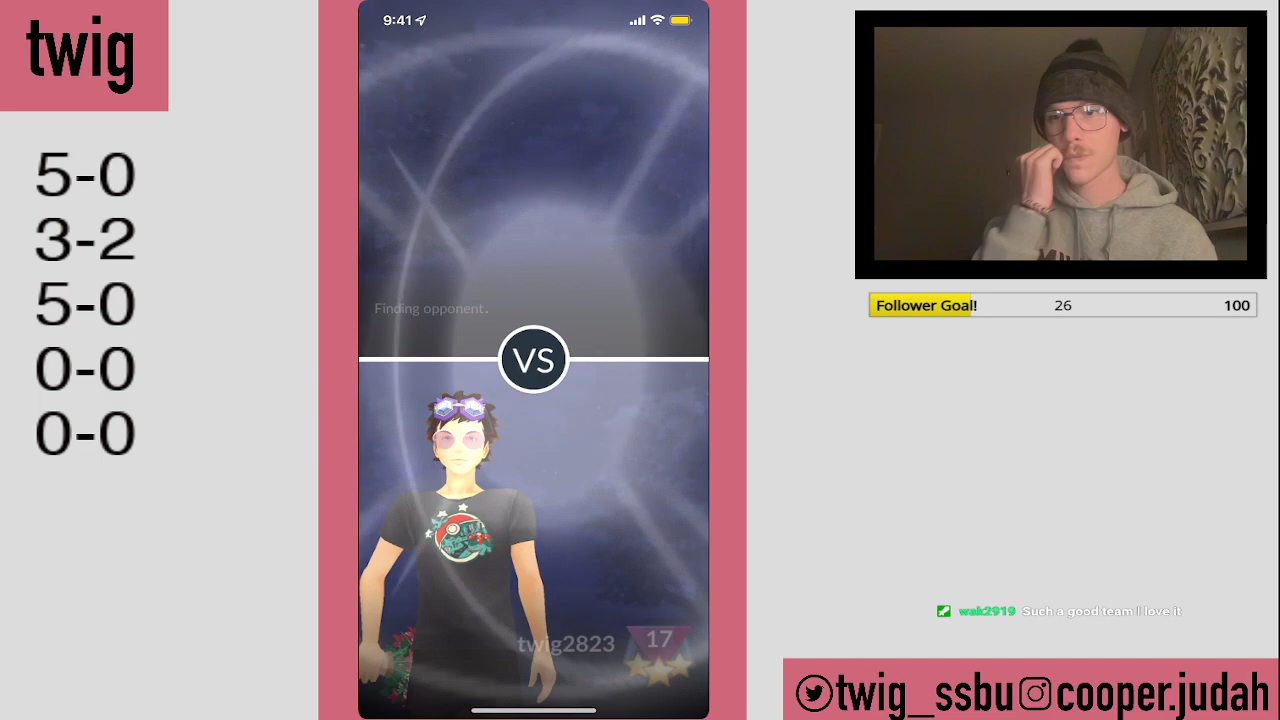 twig
5-0
3-2
5-0
0-0
0-0
9:41
Finding opponent.
VS
twig2823
17
Follower Goal!
26
100
wak2919 Such a good team I love it
twig_ssbu cooper.judah